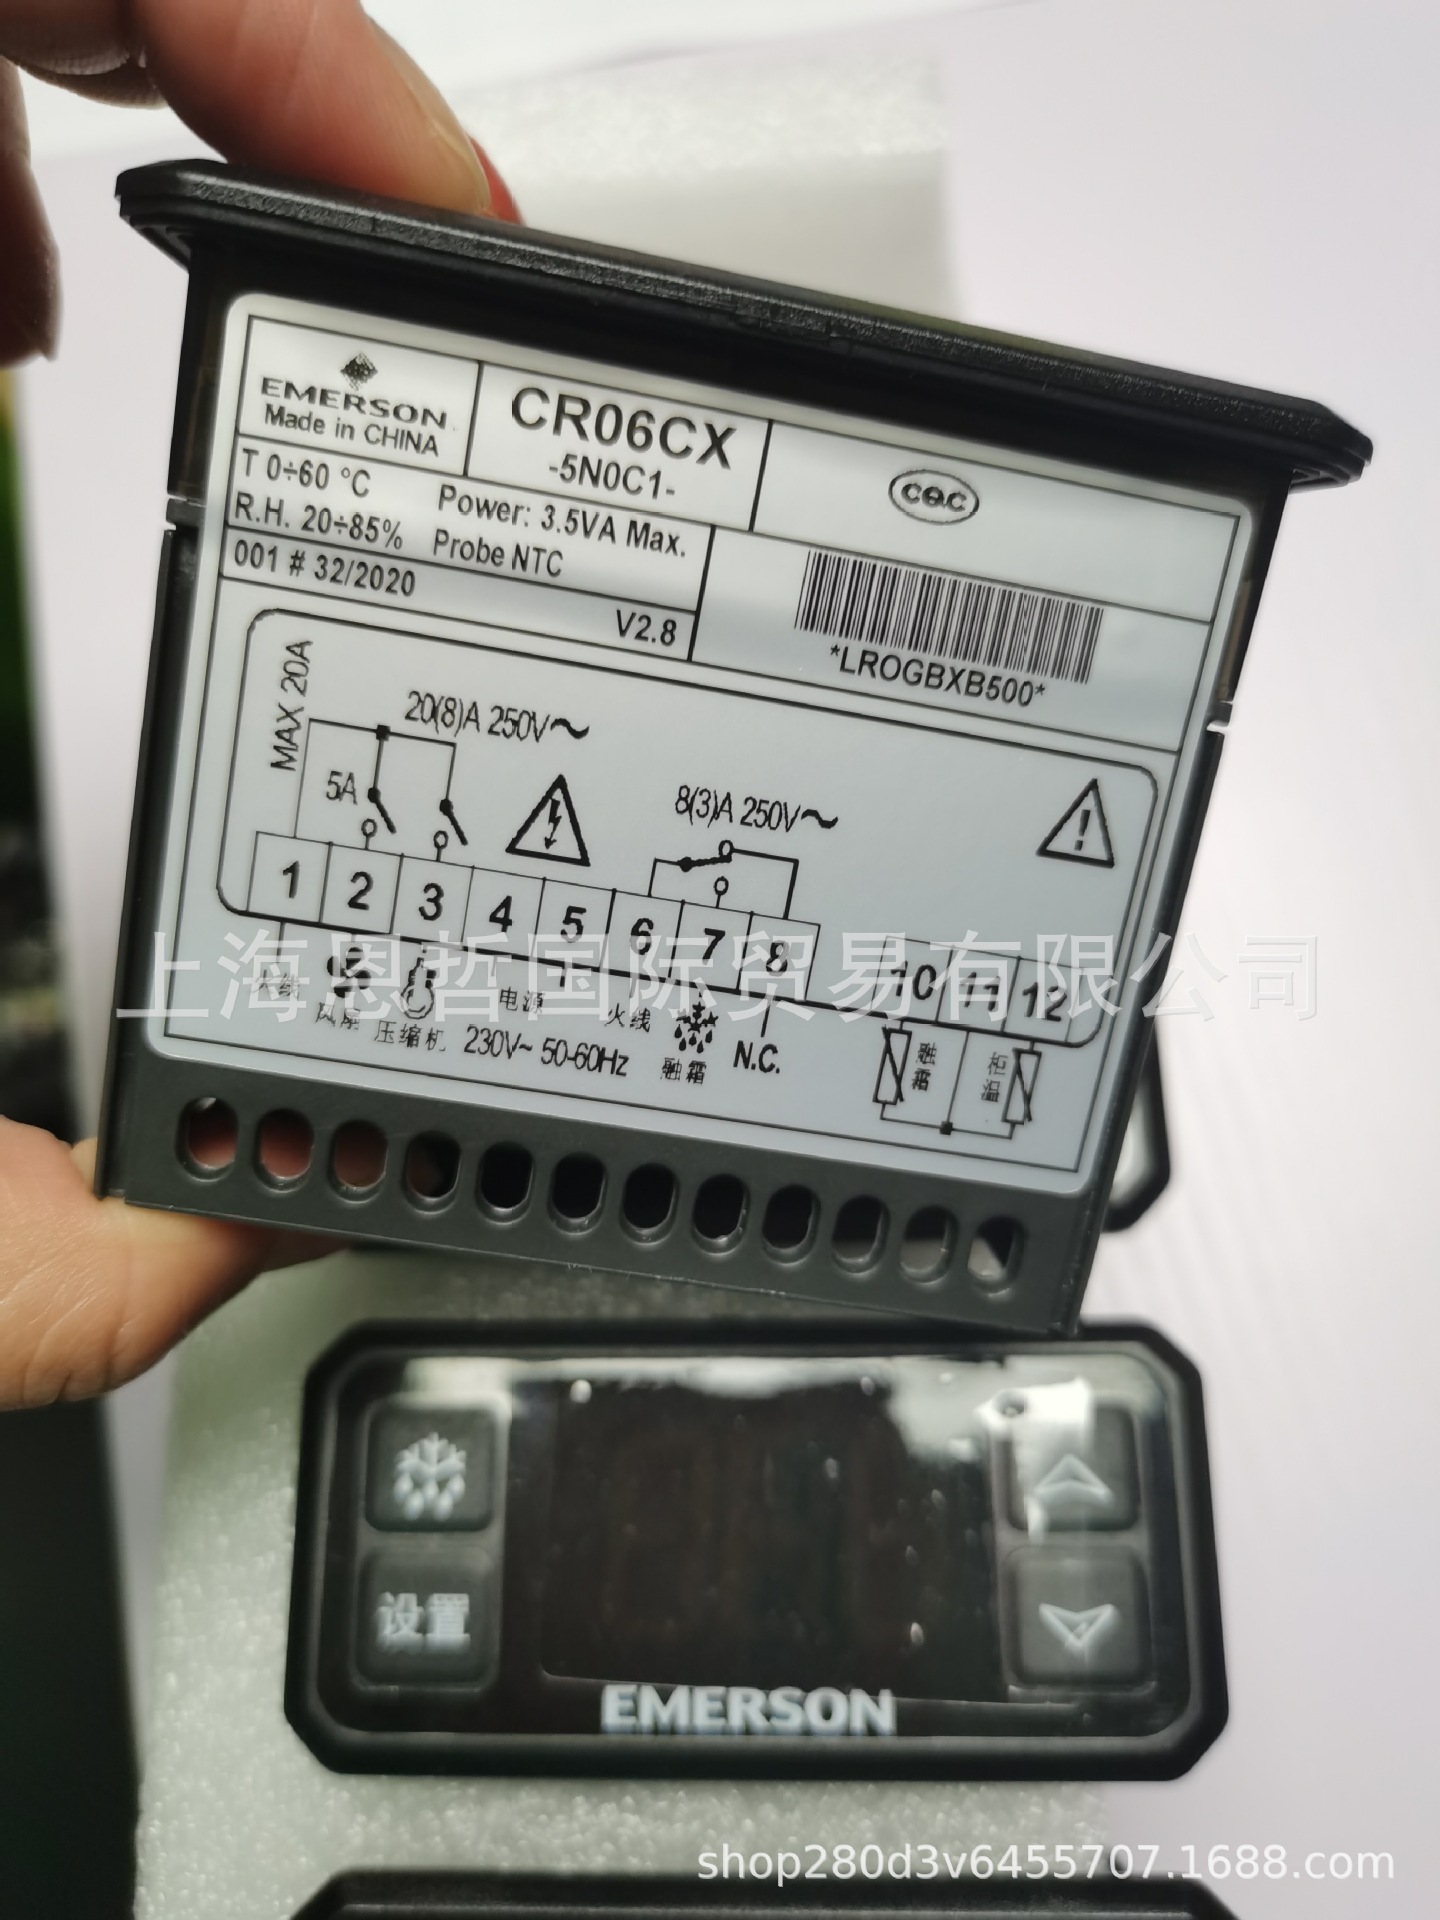 EMERSON
Made in CHINA
CR06CX
-5N0C1-
CQC
T 0÷60 °C
R.H. 20÷85%
Power: 3.5VA Max.
Probe NTC
001 # 32/2020
V2.8
*LROGBXB500*
MAX 20A
20(8)A 250V~
5A
8(3)A 250V~
1 2 3 4 5 6 7 8 10 11 12
火线
风扇
压缩机
电源
230V~ 50-60Hz
火线
融霜
N.C.
融霜
柜温
上海恩哲国际贸易有限公司
设置
EMERSON
shop280d3v6455707.1688.com